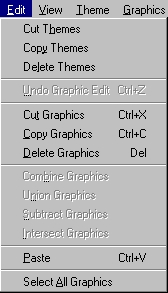 Edit View Theme Graphics
Cut Themes
Copy Themes
Delete Themes
Undo Graphic Edit Ctrl+Z
Cut Graphics Ctrl+X
Copy Graphics Ctrl+C
Delete Graphics Del
Combine Graphics
Union Graphics
Subtract Graphics
Intersect Graphics
Paste Ctrl+V
Select All Graphics